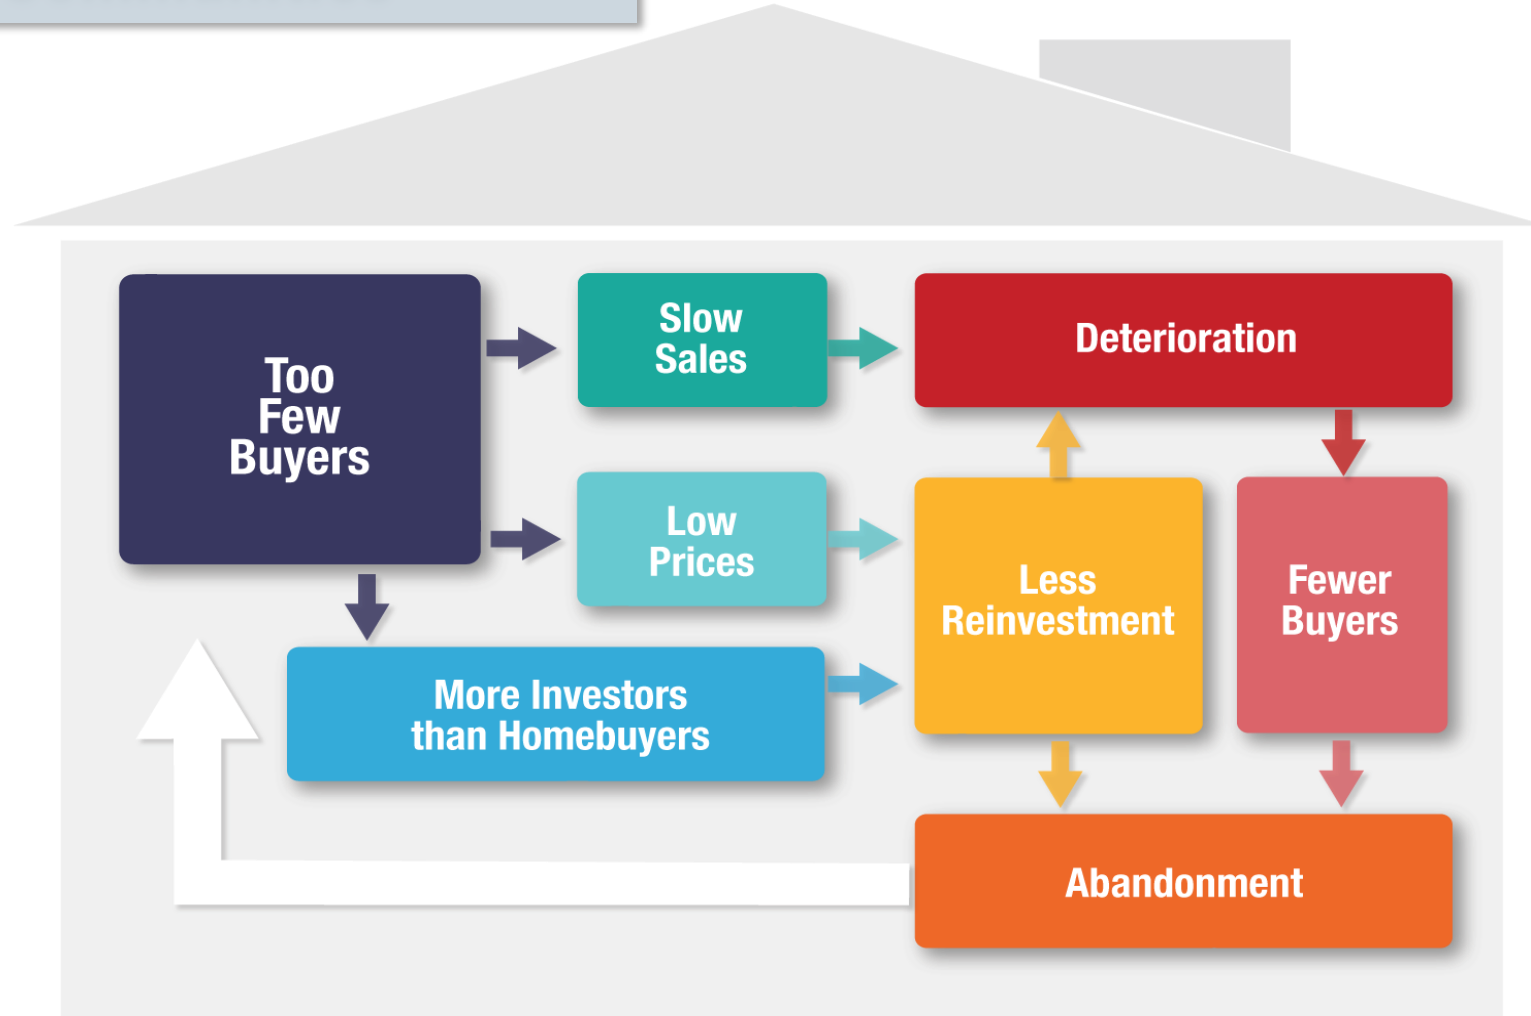 Too
Few
Buyers
Slow
Sales
Deterioration
Low
Prices
Less
Reinvestment
Fewer
Buyers
More Investors
than Homebuyers
Abandonment